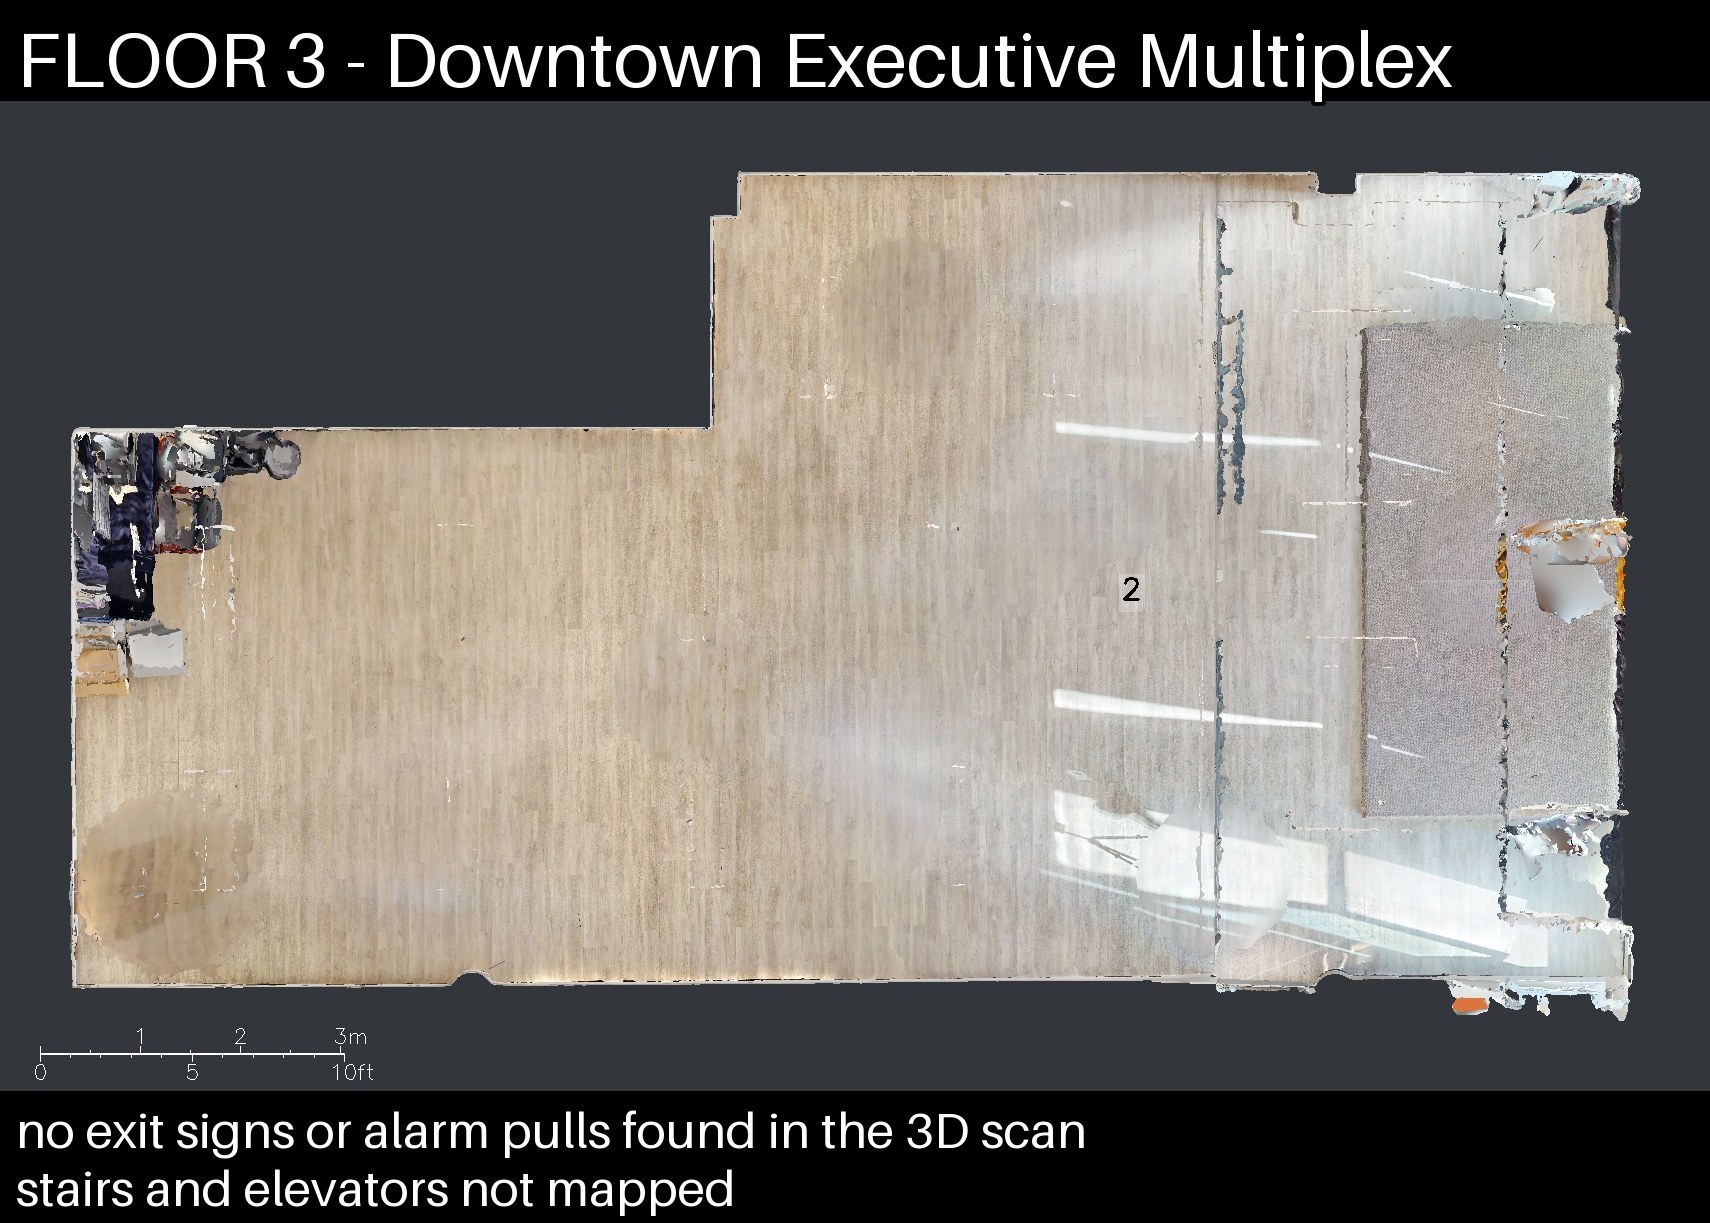 FLOOR 3 - Downtown Executive Multiplex
2
1 2 3m
0 5 10ft
no exit signs or alarm pulls found in the 3D scan
stairs and elevators not mapped